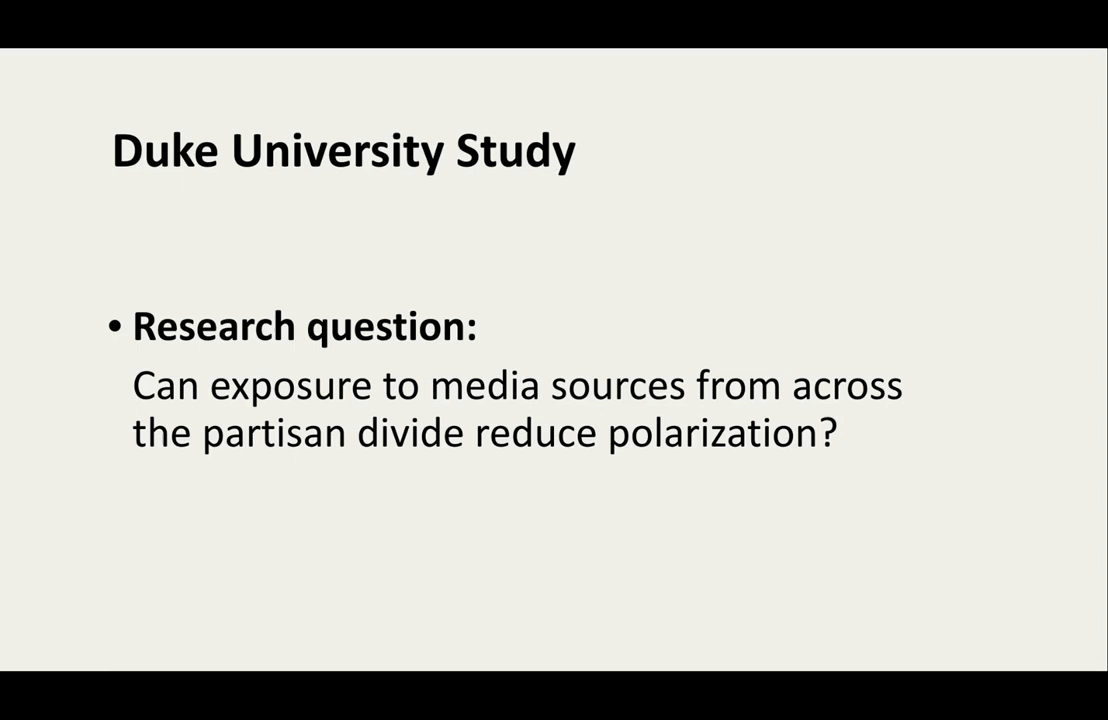 Duke University Study
• Research question:
Can exposure to media sources from across
the partisan divide reduce polarization?